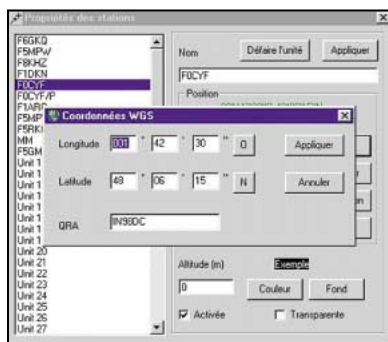 Propriétés des stations
F6GKQ
F5MPW
F8KHZ
F1DKN
F0CYF
F0CYF/P
F1ARD
F5MP
F5RKI
MM
F5GM
Unit 1
Unit 1
Unit 1
Unit 1
Unit 1
Unit 1
Unit 1
Unit 1
Unit 20
Unit 21
Unit 22
Unit 23
Unit 24
Unit 25
Unit 26
Unit 27
Nom
Défaire l'unité
Appliquer
F0CYF
Position
Coordonnées WGS
Longitude 001 ° 42 ' 30 " O Appliquer
Latitude 48 ° 06 ' 15 " N Annuler
QRA IN98DC
Altitude (m) Exemple
0 Couleur Fond
Activée Transparente